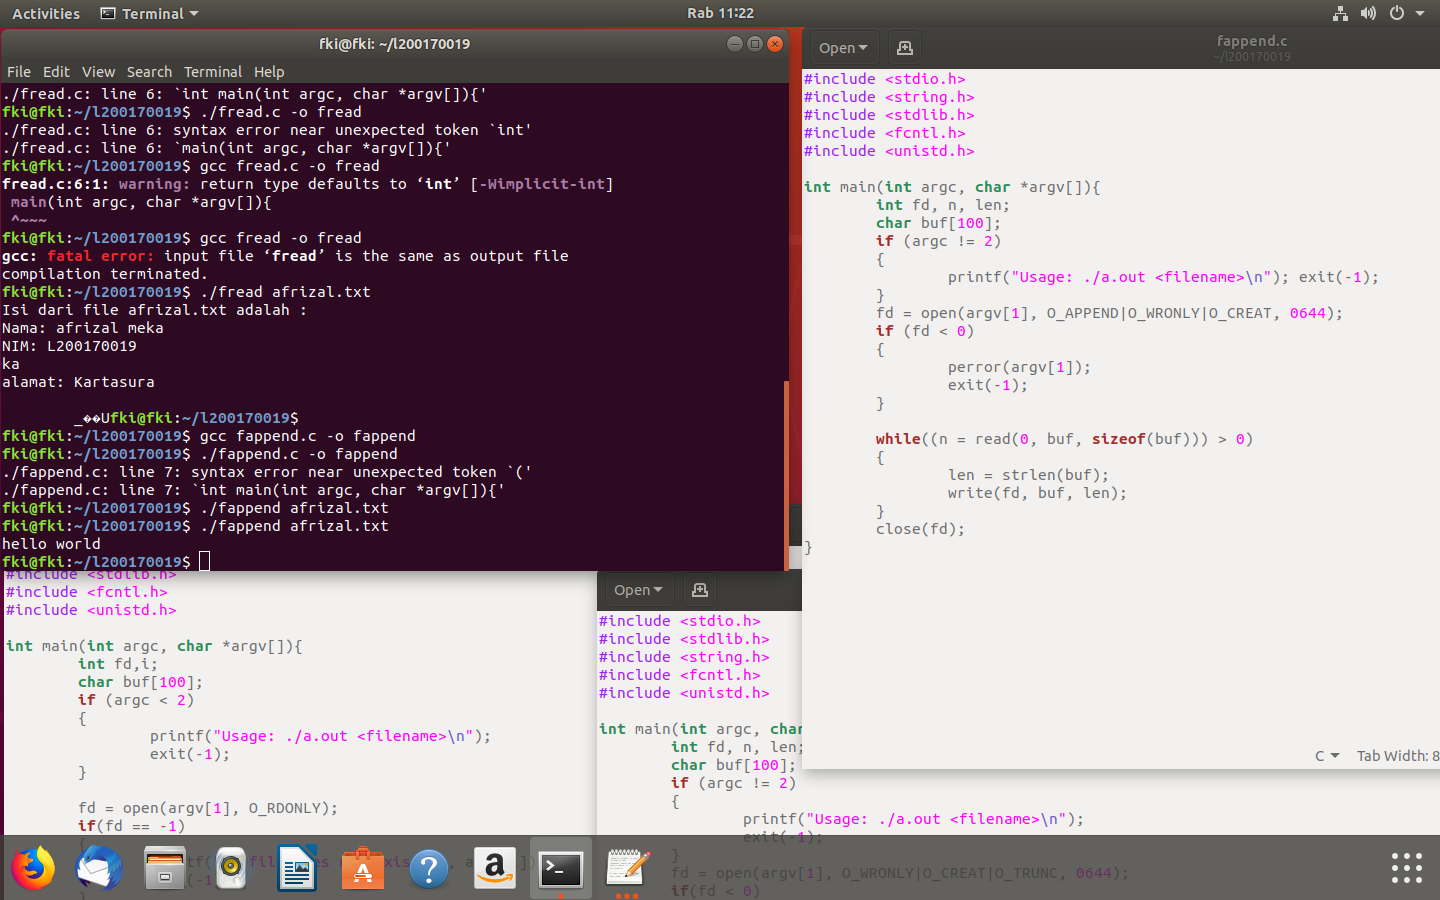 Activities
Terminal
Rab 11:22
fki@fki: ~/l200170019
File Edit View Search Terminal Help
./fread.c: line 6: `int main(int argc, char *argv[]){'
fki@fki:~/l200170019$ ./fread.c -o fread
./fread.c: line 6: syntax error near unexpected token `int'
./fread.c: line 6: `main(int argc, char *argv[]){'
fki@fki:~/l200170019$ gcc fread.c -o fread
fread.c:6:1: warning: return type defaults to ‘int’ [-Wimplicit-int]
 main(int argc, char *argv[]){
 ^~~~
fki@fki:~/l200170019$ gcc fread -o fread
gcc: fatal error: input file ‘fread’ is the same as output file
compilation terminated.
fki@fki:~/l200170019$ ./fread afrizal.txt
Isi dari file afrizal.txt adalah :
Nama: afrizal meka
NIM: L200170019
ka
alamat: Kartasura
_��Ufki@fki:~/l200170019$
fki@fki:~/l200170019$ gcc fappend.c -o fappend
fki@fki:~/l200170019$ ./fappend.c -o fappend
./fappend.c: line 7: syntax error near unexpected token `('
./fappend.c: line 7: `int main(int argc, char *argv[]){'
fki@fki:~/l200170019$ ./fappend afrizal.txt
fki@fki:~/l200170019$ ./fappend afrizal.txt
hello world
fki@fki:~/l200170019$
Open
fappend.c
~/l200170019
#include <stdio.h>
#include <string.h>
#include <stdlib.h>
#include <fcntl.h>
#include <unistd.h>
int main(int argc, char *argv[]){
int fd, n, len;
char buf[100];
if (argc != 2)
{
printf("Usage: ./a.out <filename>\n"); exit(-1);
}
fd = open(argv[1], O_APPEND|O_WRONLY|O_CREAT, 0644);
if (fd < 0)
{
perror(argv[1]);
exit(-1);
}
while((n = read(0, buf, sizeof(buf))) > 0)
{
len = strlen(buf);
write(fd, buf, len);
}
close(fd);
}
C
Tab Width: 8
#include <stdlib.h>
#include <fcntl.h>
#include <unistd.h>
int main(int argc, char *argv[]){
int fd,i;
char buf[100];
if (argc < 2)
{
printf("Usage: ./a.out <filename>\n");
exit(-1);
}
fd = open(argv[1], O_RDONLY);
if(fd == -1)
{
Open
#include <stdio.h>
#include <stdlib.h>
#include <string.h>
#include <fcntl.h>
#include <unistd.h>
int main(int argc, char
int fd, n, len;
char buf[100];
if (argc != 2)
{
printf("Usage: ./a.out <filename>\n");
exit(-1);
}
fd = open(argv[1], O_WRONLY|O_CREAT|O_TRUNC, 0644);
if(fd < 0)